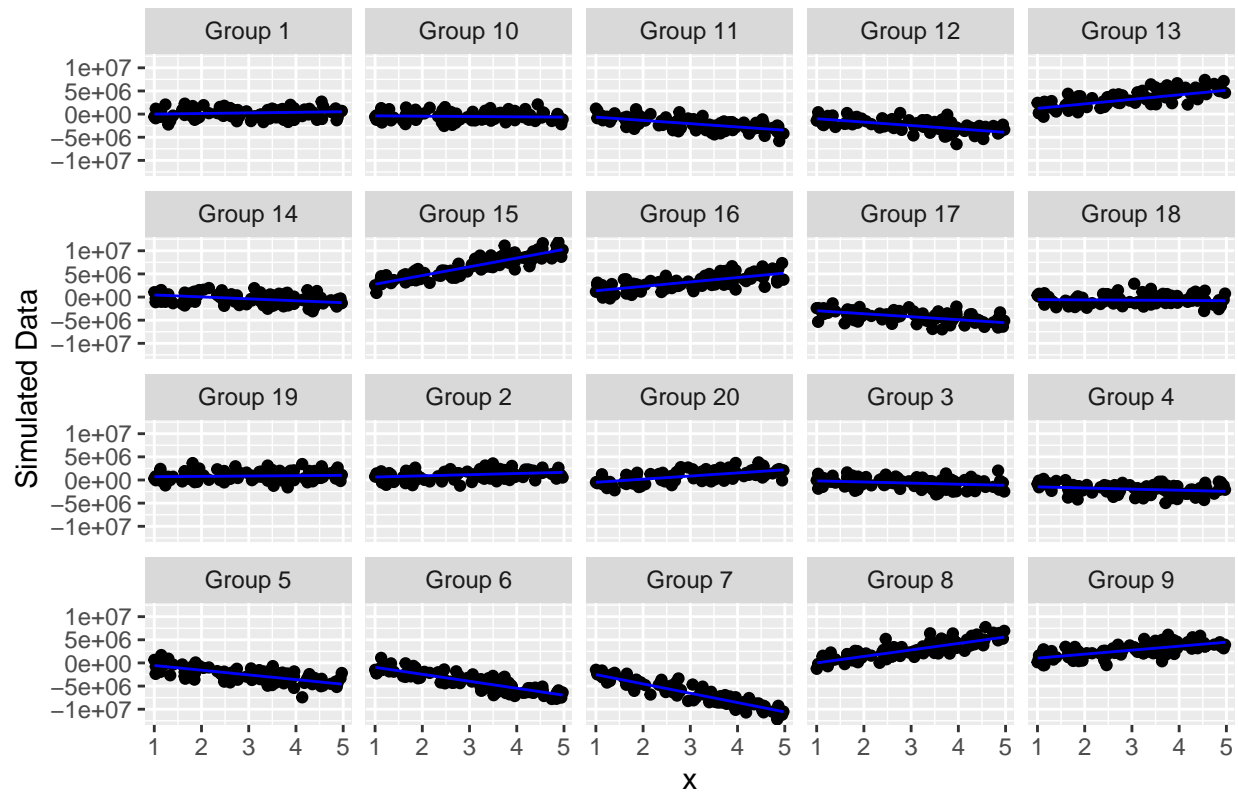 Group 1 Group 10 Group 11 Group 12 Group 13
1e+07
5e+06
0e+00
−5e+06
−1e+07
Group 14 Group 15 Group 16 Group 17 Group 18
1e+07
5e+06
0e+00
−5e+06
−1e+07
Simulated Data
Group 19 Group 2 Group 20 Group 3 Group 4
1e+07
5e+06
0e+00
−5e+06
−1e+07
Group 5 Group 6 Group 7 Group 8 Group 9
1e+07
5e+06
0e+00
−5e+06
−1e+07
1 2 3 4 5 1 2 3 4 5 1 2 3 4 5 1 2 3 4 5 1 2 3 4 5
x